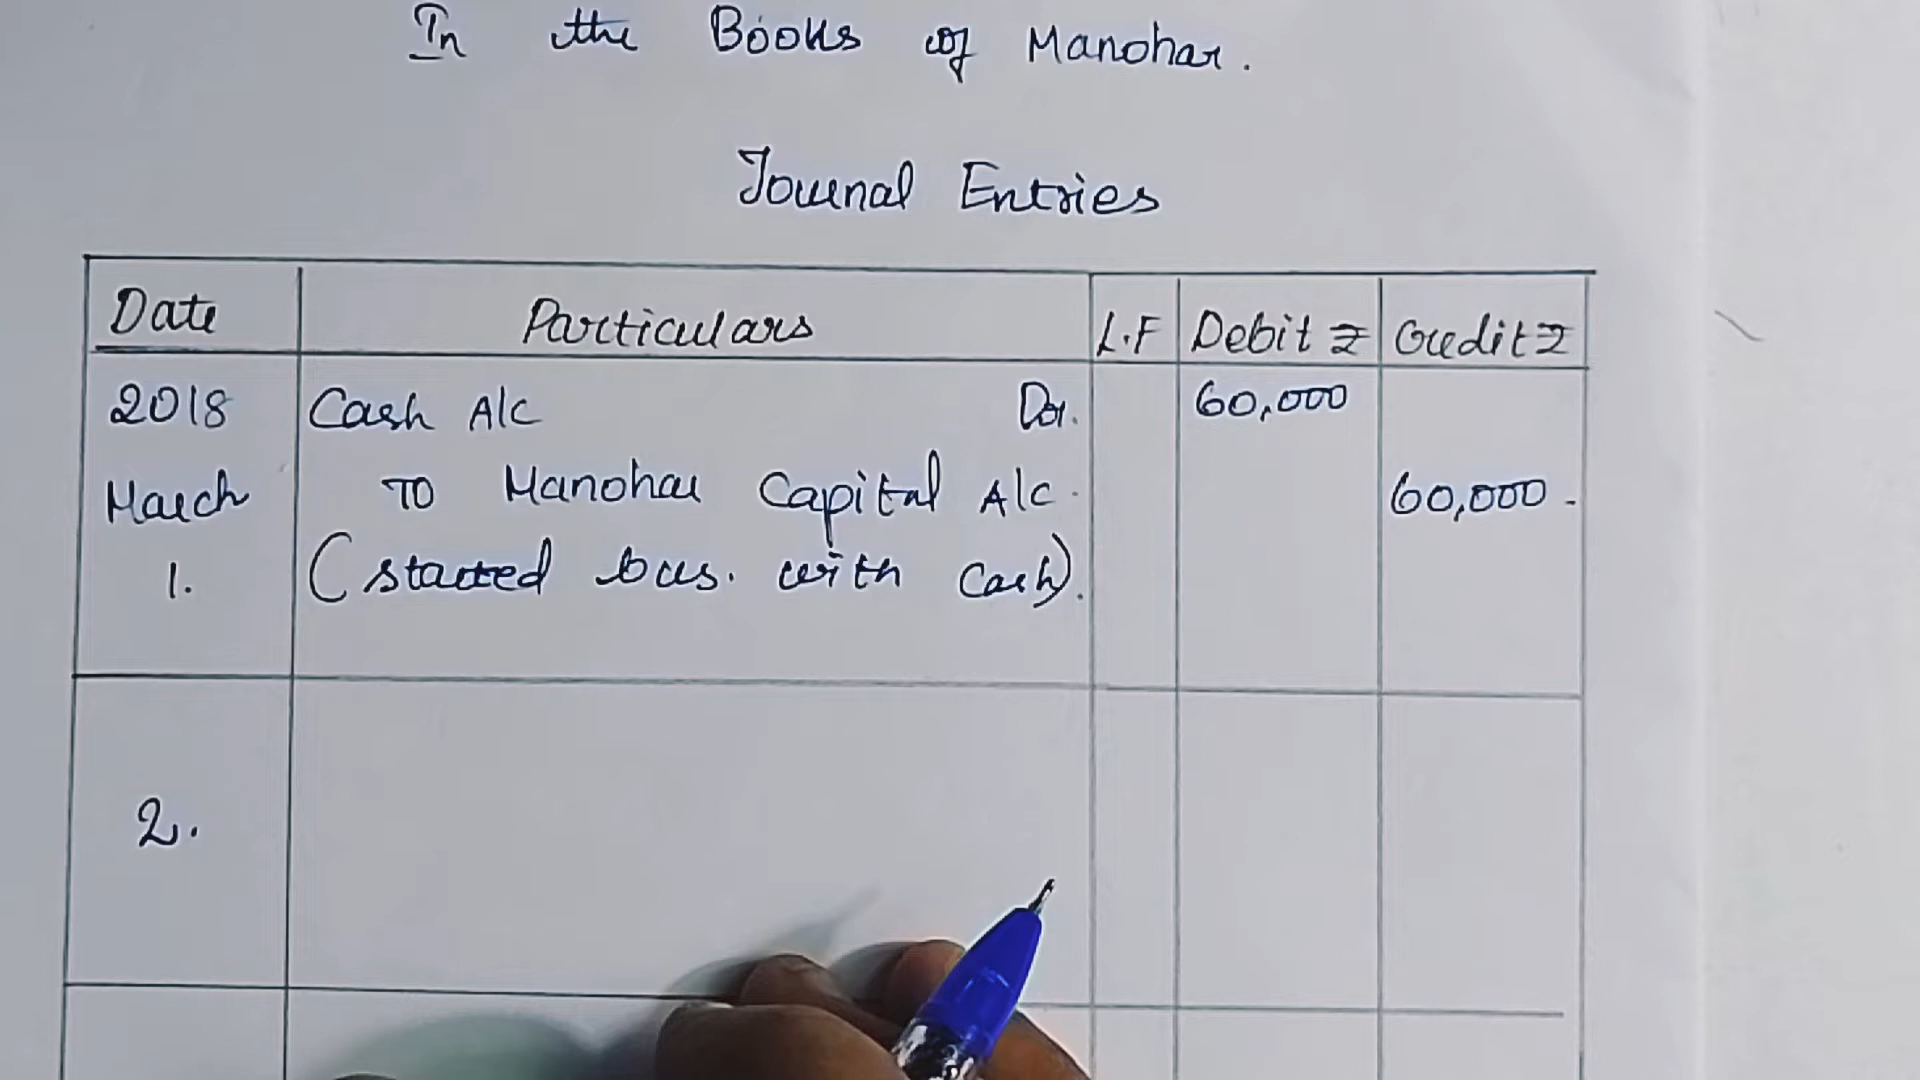 In the Books of Manohar.
Journal Entries
Date Particulars L.F Debit ₹ Credit ₹
2018 Cash A/c Dr. 60,000
March To Manohar Capital A/c. 60,000.
1. (started bus. with cash).
2.